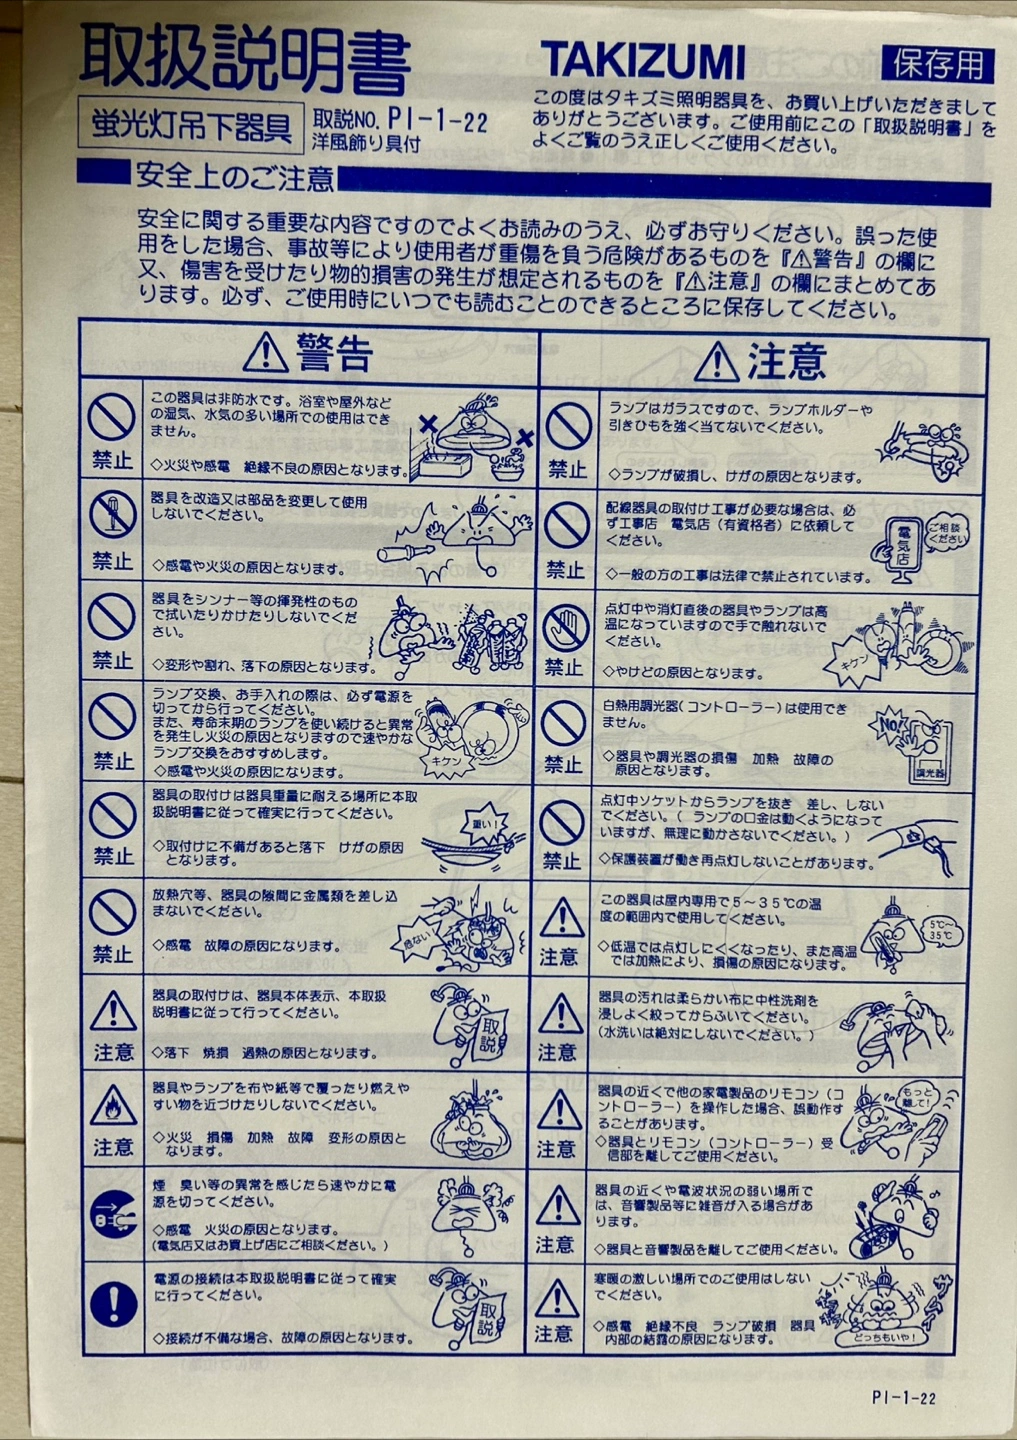 取扱説明書
TAKIZUMI
保存用
蛍光灯吊下器具
取説NO. PI-1-22
洋風飾り具付
この度はタキズミ照明器具を、お買い上げいただきまして
ありがとうございます。ご使用前にこの「取扱説明書」を
よくご覧のうえ正しくご使用ください。
安全上のご注意
安全に関する重要な内容ですのでよくお読みのうえ、必ずお守りください。誤った使
用をした場合、事故等により使用者が重傷を負う危険があるものを『⚠警告』の欄に
又、傷害を受けたり物的損害の発生が想定されるものを『⚠注意』の欄にまとめてあ
ります。必ず、ご使用時にいつでも読むことのできるところに保存してください。
⚠警告
禁止
この器具は非防水です。浴室や屋外など
の湿気、水気の多い場所での使用はでき
ません。
◇火災や感電 絶縁不良の原因となります。
禁止
器具を改造又は部品を変更して使用
しないでください。
◇感電や火災の原因となります。
禁止
器具をシンナー等の揮発性のもの
で拭いたりかけたりしないでくだ
さい。
◇変形や割れ、落下の原因となります。
禁止
ランプ交換、お手入れの際は、必ず電源を
切ってから行ってください。
また、寿命末期のランプを使い続けると異常
を発生し火災の原因となりますので速やかな
ランプ交換をおすすめします。
◇感電や火災の原因になります。
キケン
禁止
器具の取付けは器具重量に耐える場所に本取
扱説明書に従って確実に行ってください。
◇取付けに不備があると落下 けがの原因
となります。
重い!
禁止
放熱穴等、器具の隙間に金属類を差し込
まないでください。
◇感電 故障の原因になります。
危ない!
注意
器具の取付けは、器具本体表示、本取扱
説明書に従って行ってください。
◇落下 焼損 過熱の原因となります。
取説
注意
器具やランプを布や紙等で覆ったり燃えや
すい物を近づけたりしないでください。
◇火災 損傷 加熱 故障 変形の原因と
なります。
煙 臭い等の異常を感じたら速やかに電
源を切ってください。
◇感電 火災の原因となります。
(電気店又はお買上げ店にご相談ください。)
電源の接続は本取扱説明書に従って確実
に行ってください。
◇接続が不備な場合、故障の原因となります。
取説
⚠注意
禁止
ランプはガラスですので、ランプホルダーや
引きひもを強く当てないでください。
◇ランプが破損し、けがの原因となります。
禁止
配線器具の取付け工事が必要な場合は、必
ず工事店 電気店(有資格者)に依頼して
ください。
◇一般の方の工事は法律で禁止されています。
電気店
ご相談
ください
禁止
点灯中や消灯直後の器具やランプは高
温になっていますので手で触れないで
ください。
◇やけどの原因となります。
キケン
禁止
白熱用調光器(コントローラー)は使用でき
ません。
◇器具や調光器の損傷 加熱 故障の
原因となります。
NO!
調光器
禁止
点灯中ソケットからランプを抜き 差し、しない
でください。( ランプの口金は動くようになって
いますが、無理に動かさないでください。)
◇保護装置が働き再点灯しないことがあります。
注意
この器具は屋内専用で5~35℃の温
度の範囲内で使用してください。
◇低温では点灯しにくくなったり、また高温
では加熱により、損傷の原因になります。
5℃~
35℃
注意
器具の汚れは柔らかい布に中性洗剤を
浸しよく絞ってからふいてください。
(水洗いは絶対にしないでください。)
注意
器具の近くで他の家電製品のリモコン(コ
ントローラー)を操作した場合、誤動作す
ることがあります。
◇器具とリモコン(コントローラー)受
信部を離してご使用ください。
もっと
離して!
注意
器具の近くや電波状況の弱い場所で
は、音響製品等に雑音が入る場合があ
ります。
◇器具と音響製品を離してご使用ください。
注意
寒暖の激しい場所でのご使用はしない
でください。
◇感電 絶縁不良 ランプ破損 器具
内部の結露の原因になります。
どっちもいや!
PI-1-22